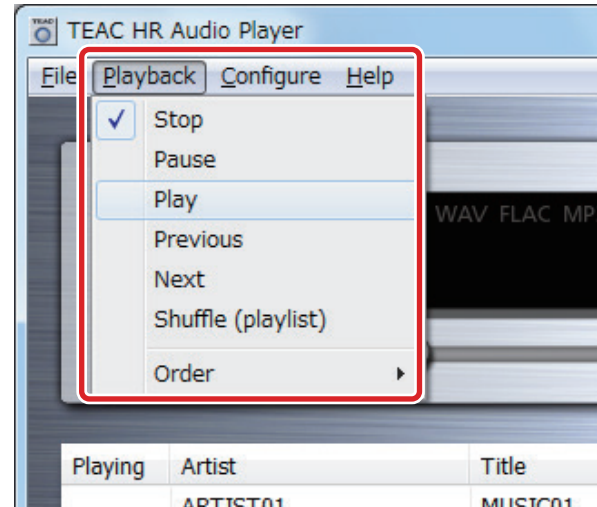 TEAC
TEAC HR Audio Player
File Playback Configure Help
Stop
Pause
Play
WAV FLAC MP
Previous
Next
Shuffle (playlist)
Order
Playing Artist Title
ARTIST01 MUSIC01